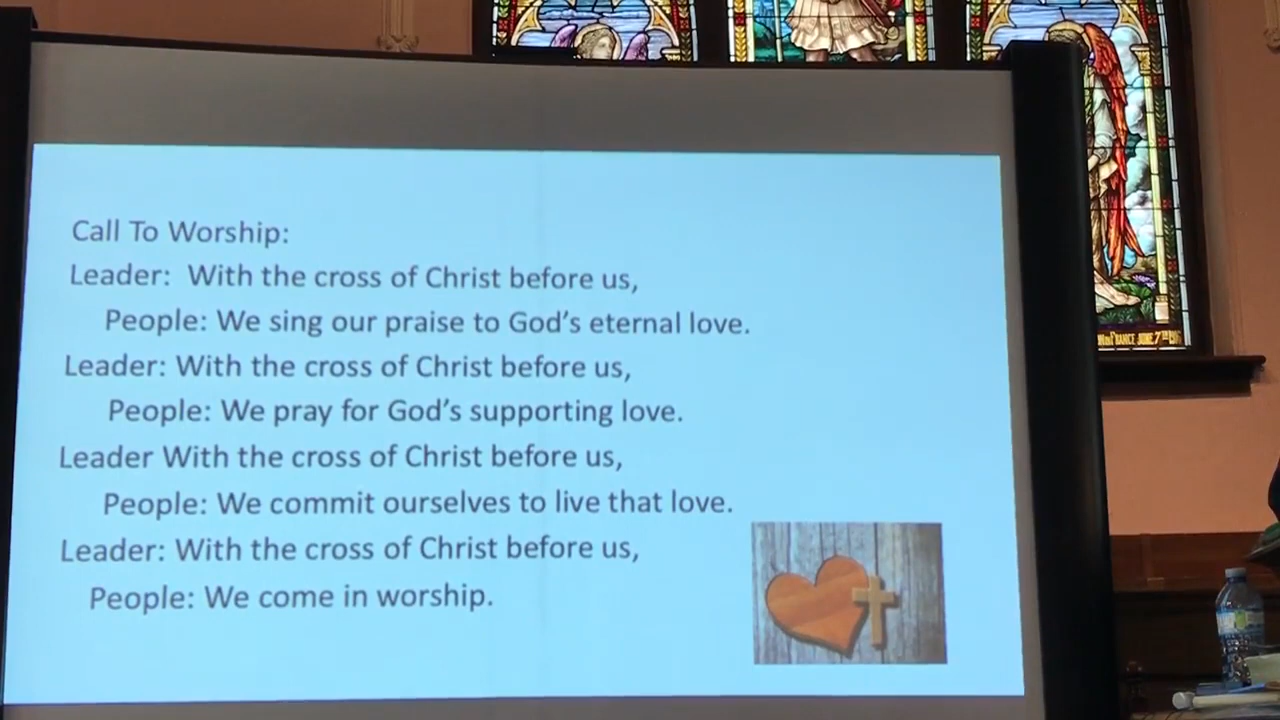 Call To Worship:
Leader: With the cross of Christ before us,
People: We sing our praise to God's eternal love.
Leader: With the cross of Christ before us,
People: We pray for God's supporting love.
Leader With the cross of Christ before us,
People: We commit ourselves to live that love.
Leader: With the cross of Christ before us,
People: We come in worship.
FRANCE JUNE 7TH